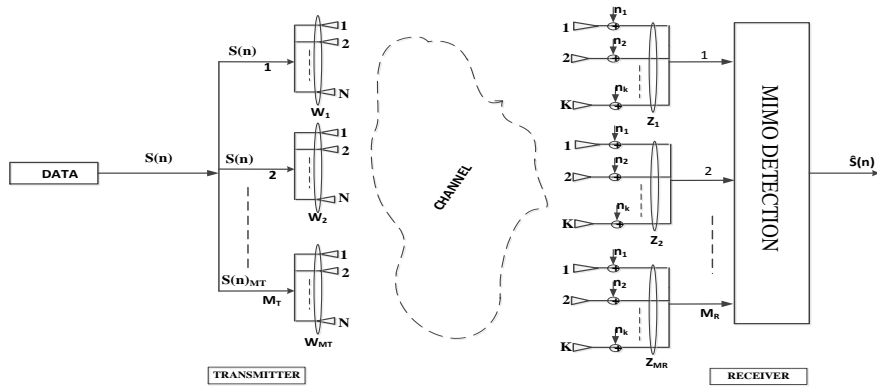 DATA
S(n)
S(n)
1
1
2
N
W1
S(n)
2
1
2
N
W2
S(n)MT
MT
1
2
N
WMT
TRANSMITTER
CHANNEL
n1
1
n2
2
nk
K
Z1
1
n1
1
n2
2
nk
K
Z2
2
n1
1
n2
2
nk
K
ZMR
MR
MIMO DETECTION
Ŝ(n)
RECEIVER